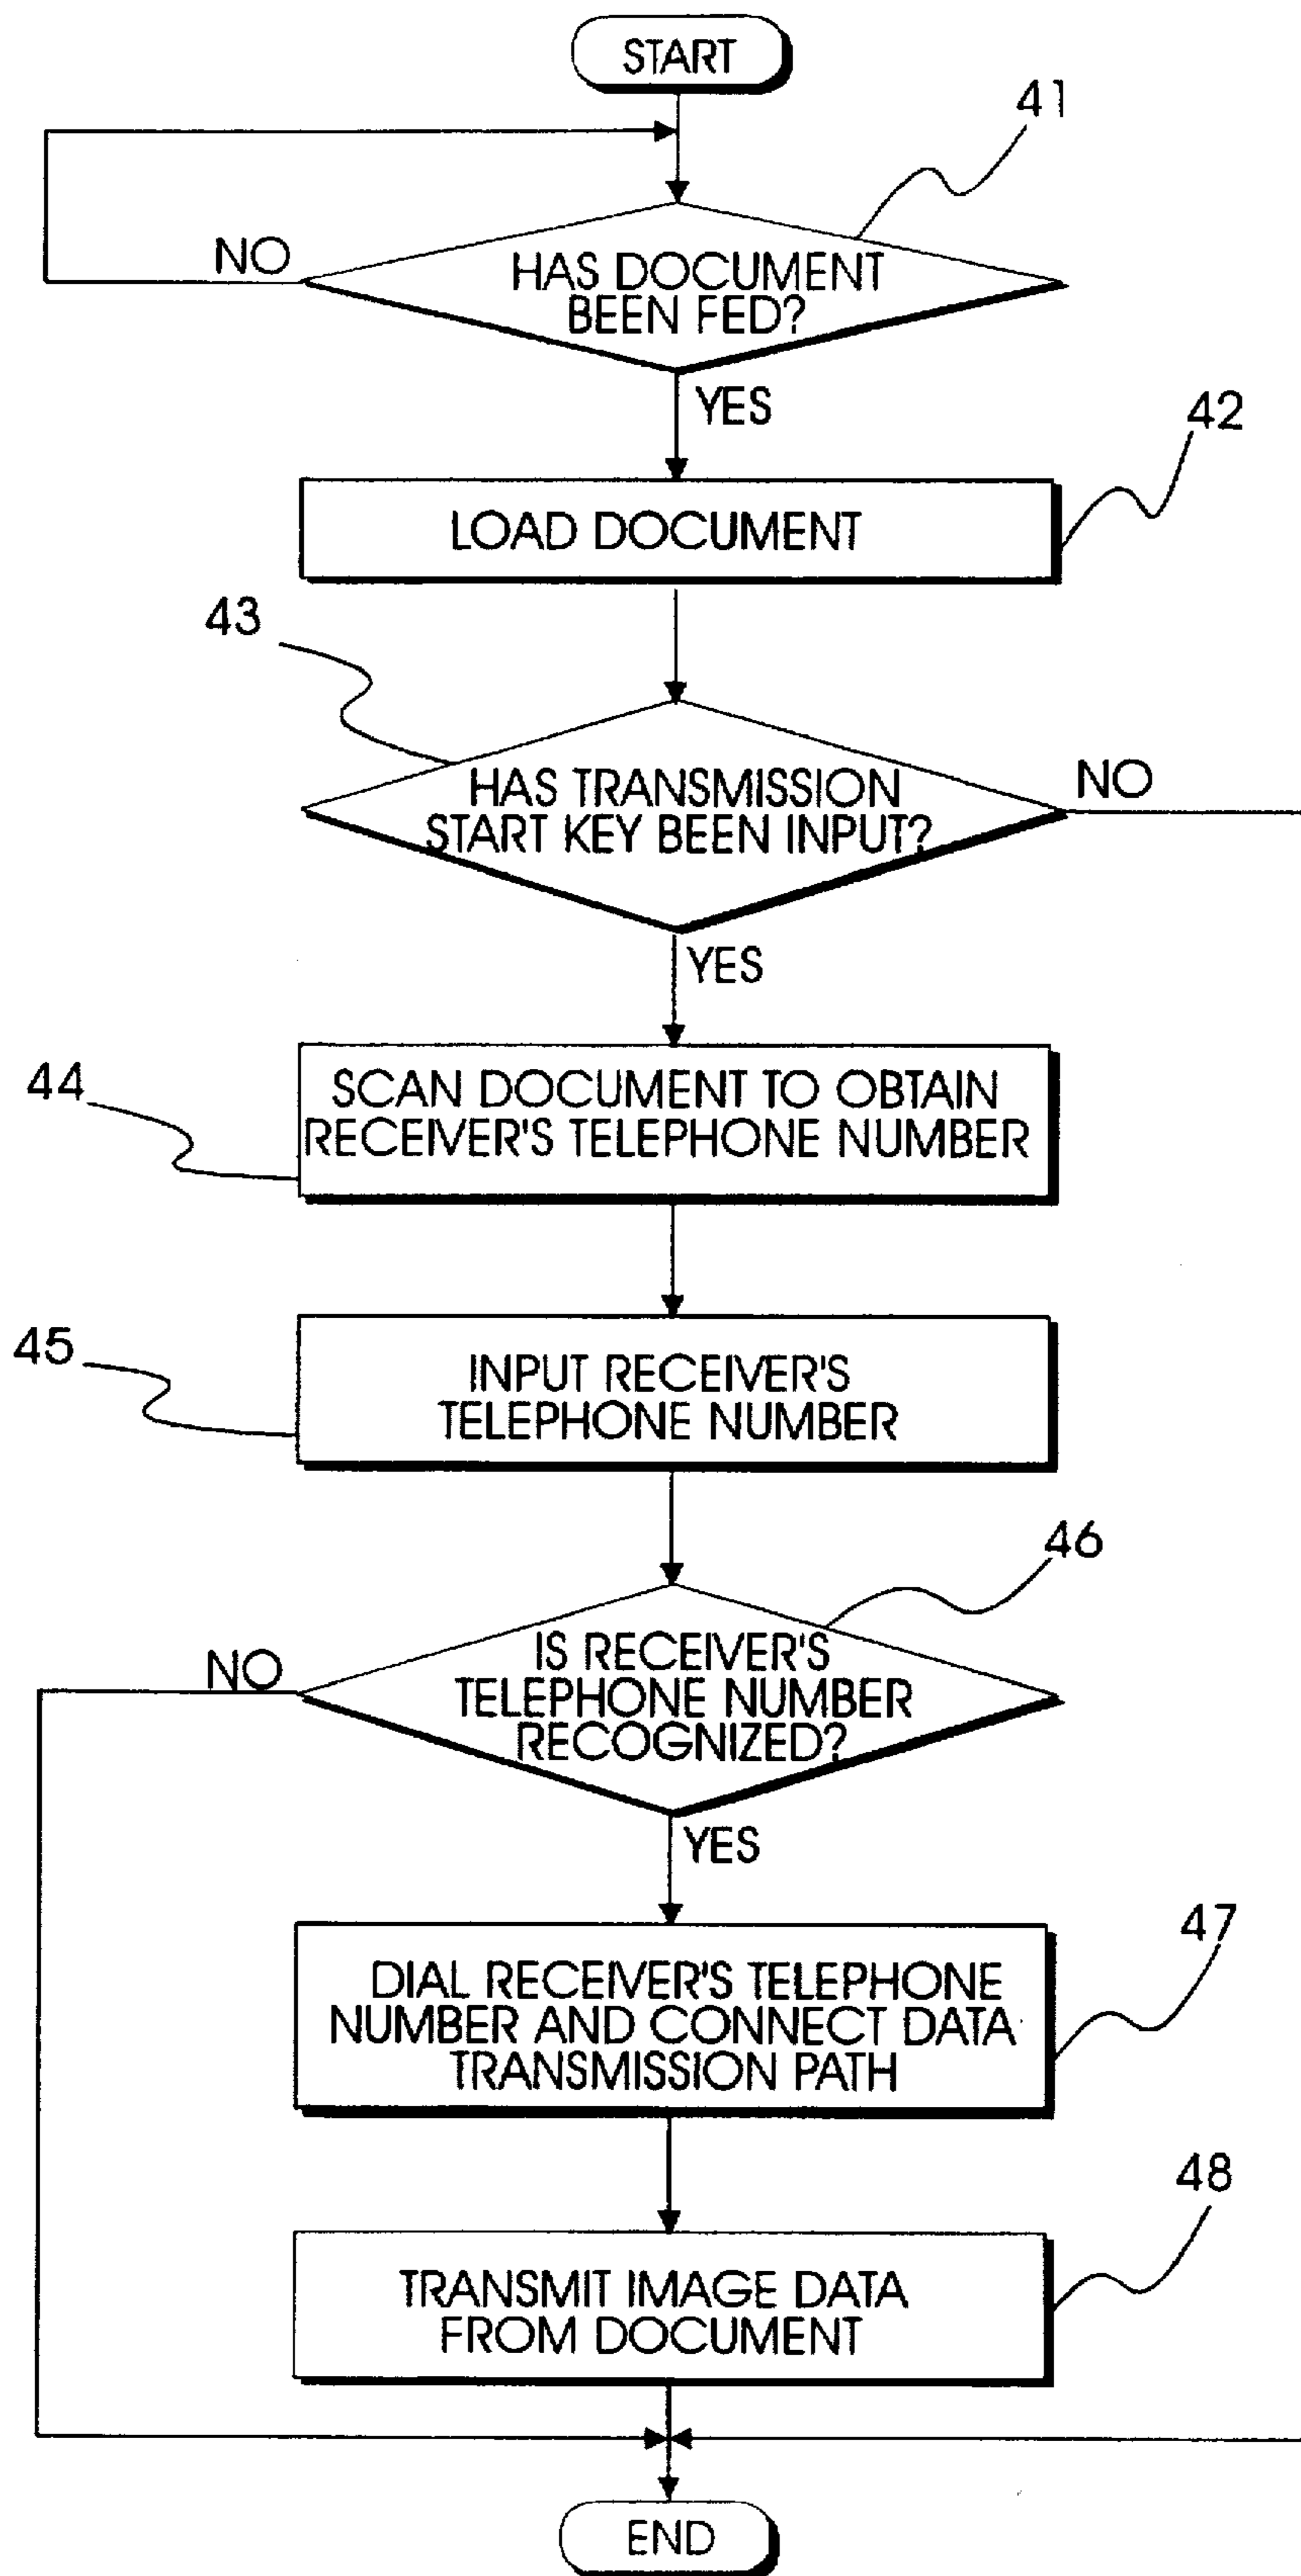 START
41
NO
HAS DOCUMENT
BEEN FED?
YES
42
LOAD DOCUMENT
43
HAS TRANSMISSION
START KEY BEEN INPUT?
NO
YES
44
SCAN DOCUMENT TO OBTAIN
RECEIVER'S TELEPHONE NUMBER
45
INPUT RECEIVER'S
TELEPHONE NUMBER
46
NO
IS RECEIVER'S
TELEPHONE NUMBER
RECOGNIZED?
YES
47
DIAL RECEIVER'S TELEPHONE
NUMBER AND CONNECT DATA
TRANSMISSION PATH
48
TRANSMIT IMAGE DATA
FROM DOCUMENT
END